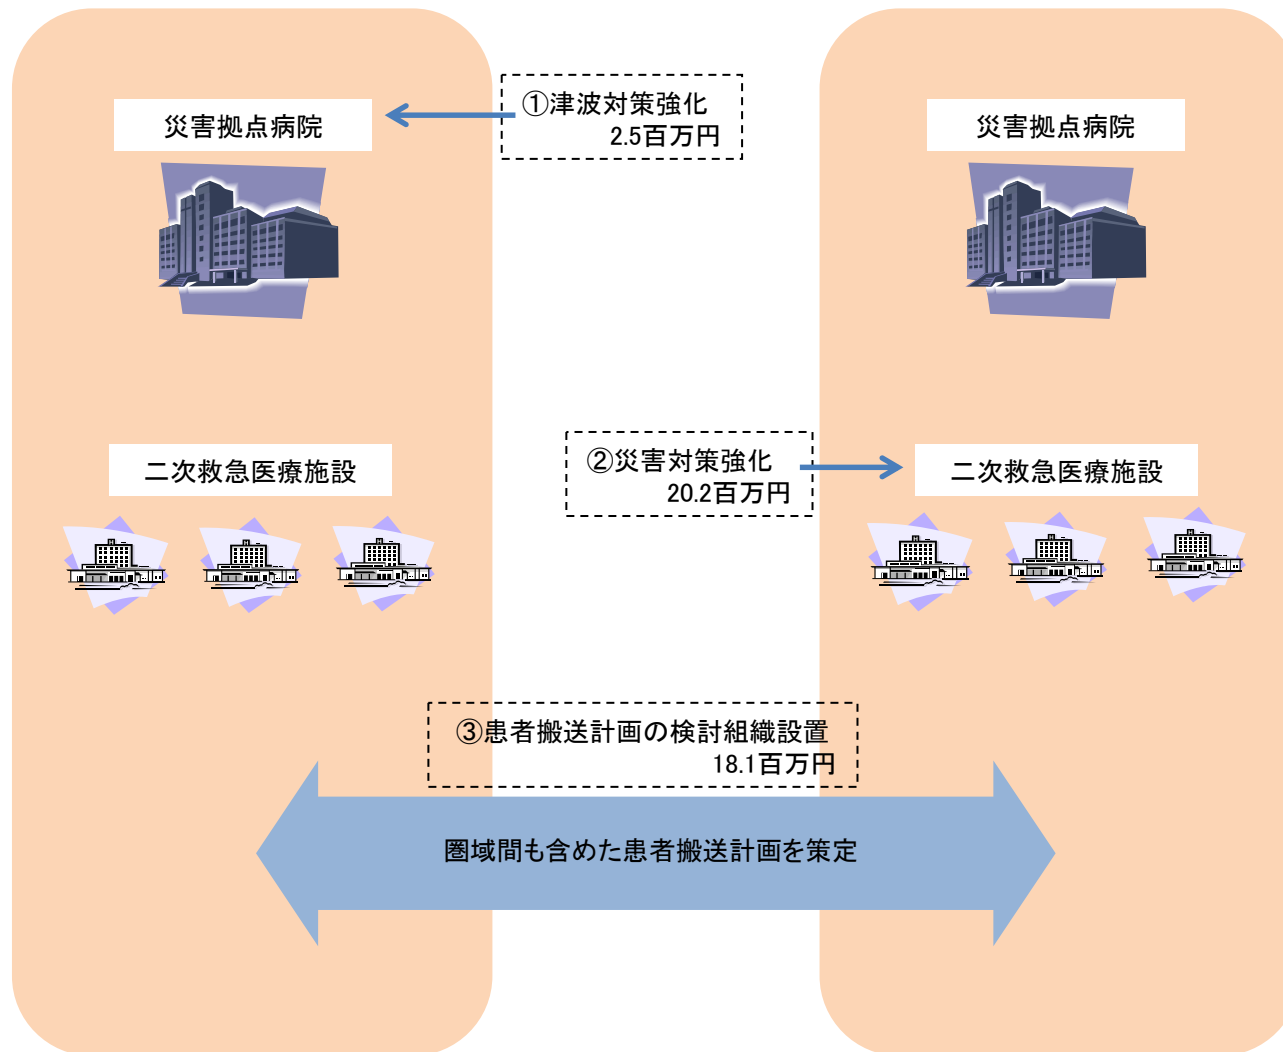 災害拠点病院
①津波対策強化
2.5百万円
災害拠点病院
二次救急医療施設
②災害対策強化
20.2百万円
二次救急医療施設
③患者搬送計画の検討組織設置
18.1百万円
圏域間も含めた患者搬送計画を策定